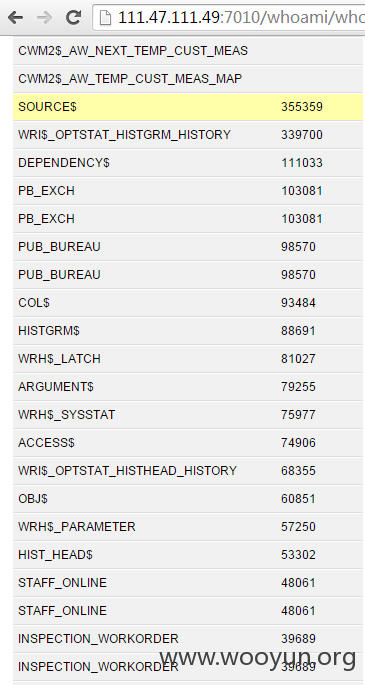 111.47.111.49:7010/whoami/who
CWM2$_AW_NEXT_TEMP_CUST_MEAS
CWM2$_AW_TEMP_CUST_MEAS_MAP
SOURCE$ 355359
WRI$_OPTSTAT_HISTGRM_HISTORY 339700
DEPENDENCY$ 111033
PB_EXCH 103081
PB_EXCH 103081
PUB_BUREAU 98570
PUB_BUREAU 98570
COL$ 93484
HISTGRM$ 88691
WRH$_LATCH 81027
ARGUMENT$ 79255
WRH$_SYSSTAT 75977
ACCESS$ 74906
WRI$_OPTSTAT_HISTHEAD_HISTORY 68355
OBJ$ 60851
WRH$_PARAMETER 57250
HIST_HEAD$ 53302
STAFF_ONLINE 48061
STAFF_ONLINE 48061
INSPECTION_WORKORDER 39689
www.wooyun.org
INSPECTION_WORKORDER 39689